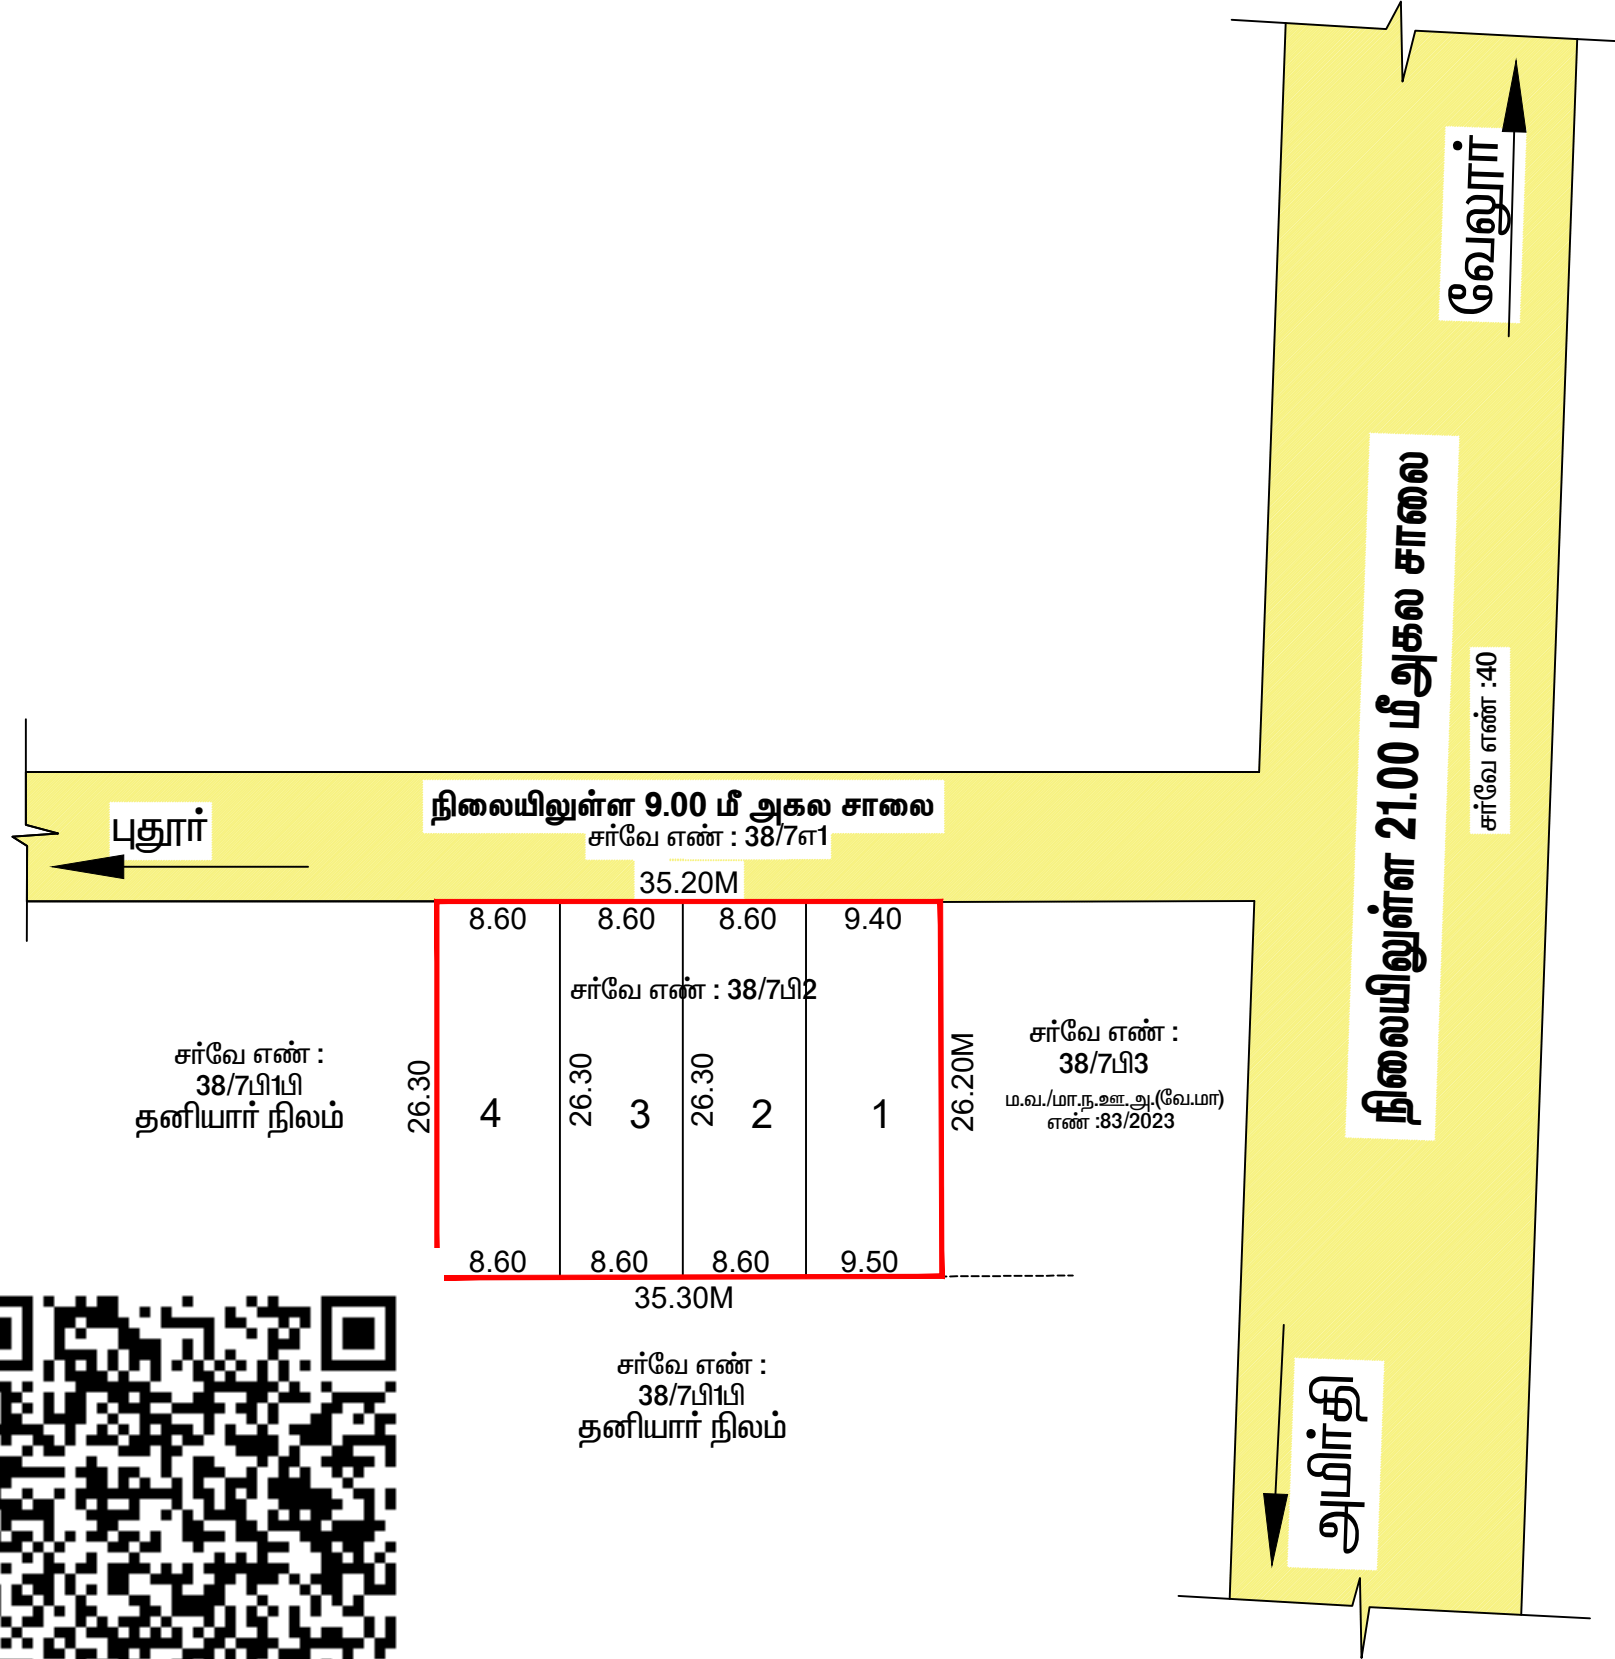 வேலூர்
நிலையிலுள்ள 21.00 மீ அகல சாலை
சர்வே எண் :40
நிலையிலுள்ள 9.00 மீ அகல சாலை
சர்வே எண் : 38/7எ1
புதூர்
35.20M
8.60 8.60 8.60 9.40
சர்வே எண் : 38/7பி2
சர்வே எண் :
38/7பி1பி
தனியார் நிலம்
26.30
4
26.30
3
26.30
2
1
26.20M
சர்வே எண் :
38/7பி3
ம.வ./மா.ந.ஊ.அ.(வே.மா)
எண் :83/2023
8.60 8.60 8.60 9.50
35.30M
சர்வே எண் :
38/7பி1பி
தனியார் நிலம்
அமிர்தி